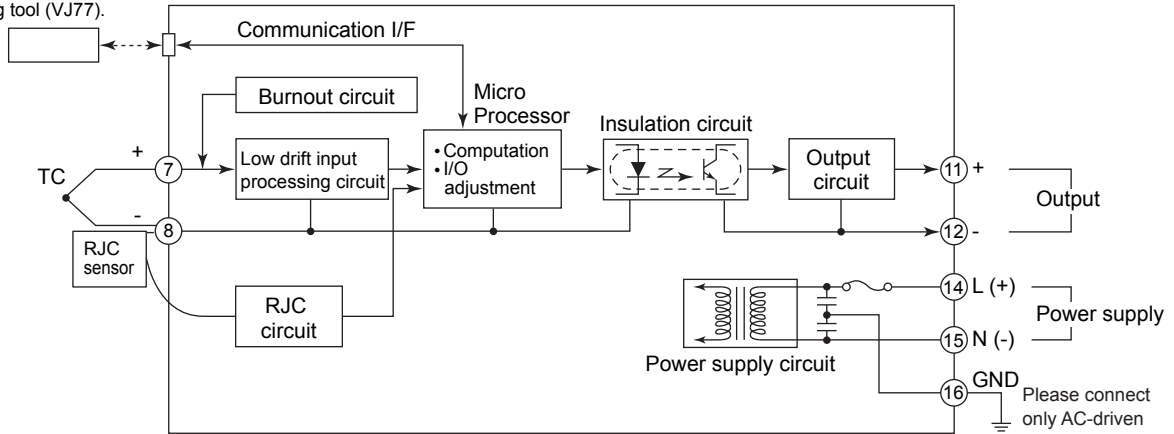 g tool (VJ77).
Communication I/F
Burnout circuit
Micro
Processor
Insulation circuit
+
7
Low drift input
processing circuit
• Computation
• I/O
adjustment
Output
circuit
11
+
TC
Output
-
8
12
-
RJC
sensor
RJC
circuit
14
L (+)
Power supply
15
N (-)
Power supply circuit
16
GND
Please connect
only AC-driven